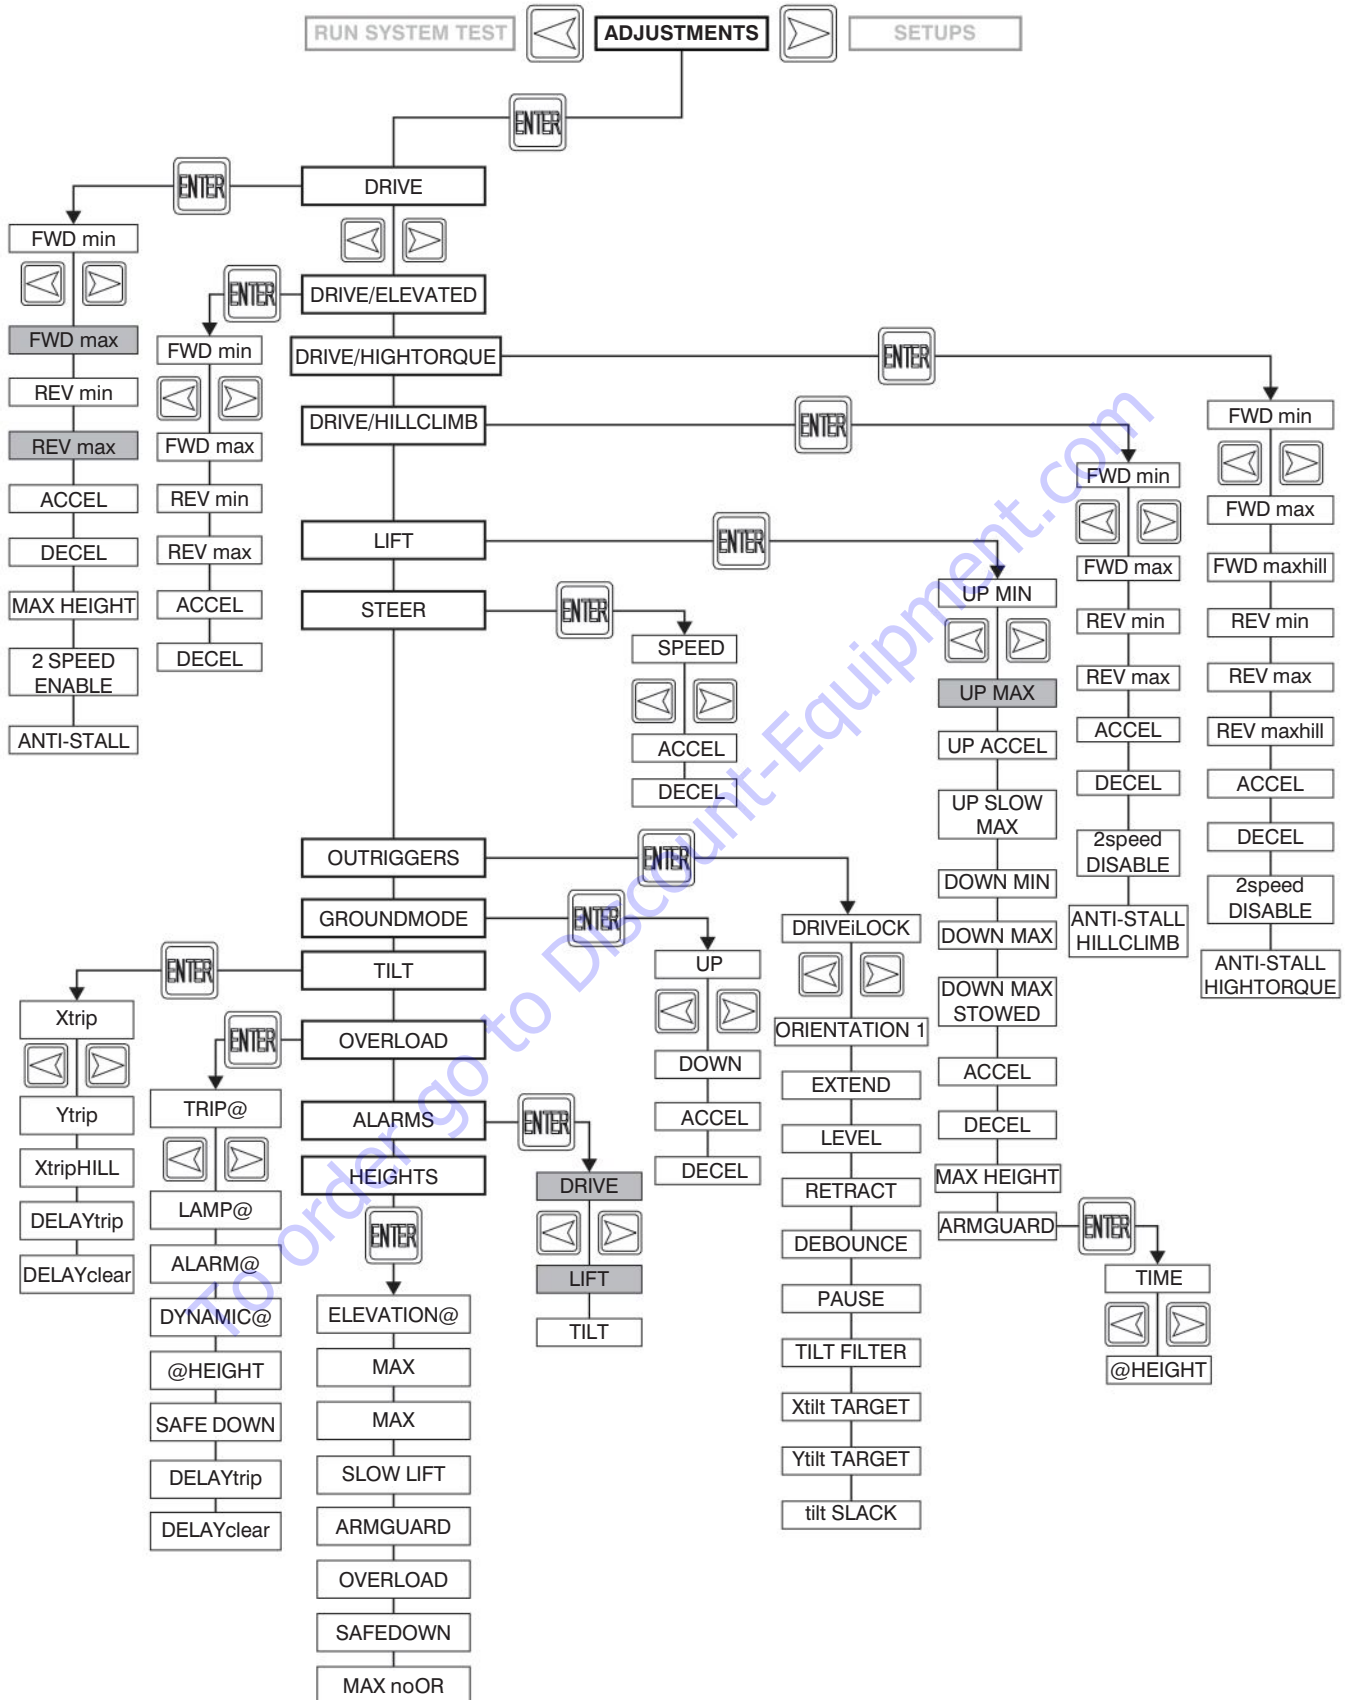 RUN SYSTEM TEST
ADJUSTMENTS
SETUPS
ENTER
DRIVE
ENTER
FWD min
FWD max
REV min
REV max
ACCEL
DECEL
MAX HEIGHT
2 SPEED
ENABLE
ANTI-STALL
DRIVE/ELEVATED
ENTER
FWD min
FWD max
REV min
REV max
ACCEL
DECEL
DRIVE/HIGHTORQUE
ENTER
FWD min
FWD max
FWD maxhill
REV min
REV max
REV maxhill
ACCEL
DECEL
2speed
DISABLE
ANTI-STALL
HIGHTORQUE
DRIVE/HILLCLIMB
ENTER
FWD min
FWD max
REV min
REV max
ACCEL
DECEL
2speed
DISABLE
ANTI-STALL
HILLCLIMB
LIFT
ENTER
UP MIN
UP MAX
UP ACCEL
UP SLOW
MAX
DOWN MIN
DOWN MAX
DOWN MAX
STOWED
ACCEL
DECEL
MAX HEIGHT
ARMGUARD
ENTER
TIME
@HEIGHT
STEER
ENTER
SPEED
ACCEL
DECEL
OUTRIGGERS
ENTER
DRIVEiLOCK
ORIENTATION 1
EXTEND
LEVEL
RETRACT
DEBOUNCE
PAUSE
TILT FILTER
Xtilt TARGET
Ytilt TARGET
tilt SLACK
GROUNDMODE
ENTER
UP
DOWN
ACCEL
DECEL
TILT
ENTER
Xtrip
Ytrip
XtripHILL
DELAYtrip
DELAYclear
OVERLOAD
ENTER
TRIP@
LAMP@
ALARM@
DYNAMIC@
@HEIGHT
SAFE DOWN
DELAYtrip
DELAYclear
ALARMS
ENTER
DRIVE
LIFT
TILT
HEIGHTS
ENTER
ELEVATION@
MAX
MAX
SLOW LIFT
ARMGUARD
OVERLOAD
SAFEDOWN
MAX noOR
To order go to Discount-Equipment.com